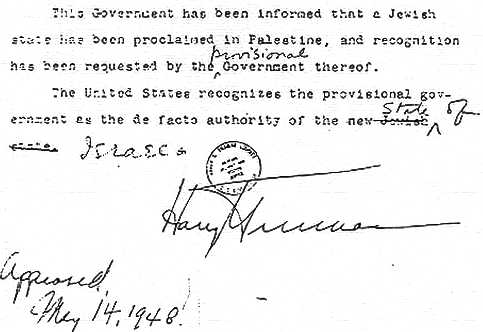 This Government has been informed that a Jewish
state has been proclaimed in Palestine, and recognition
provisional
has been requested by the Government thereof.
The United States recognizes the provisional gov-
ernment as the de facto authority of the new Jewish State of
state. Israel.
Harry Truman
Approved,
May 14, 1948.